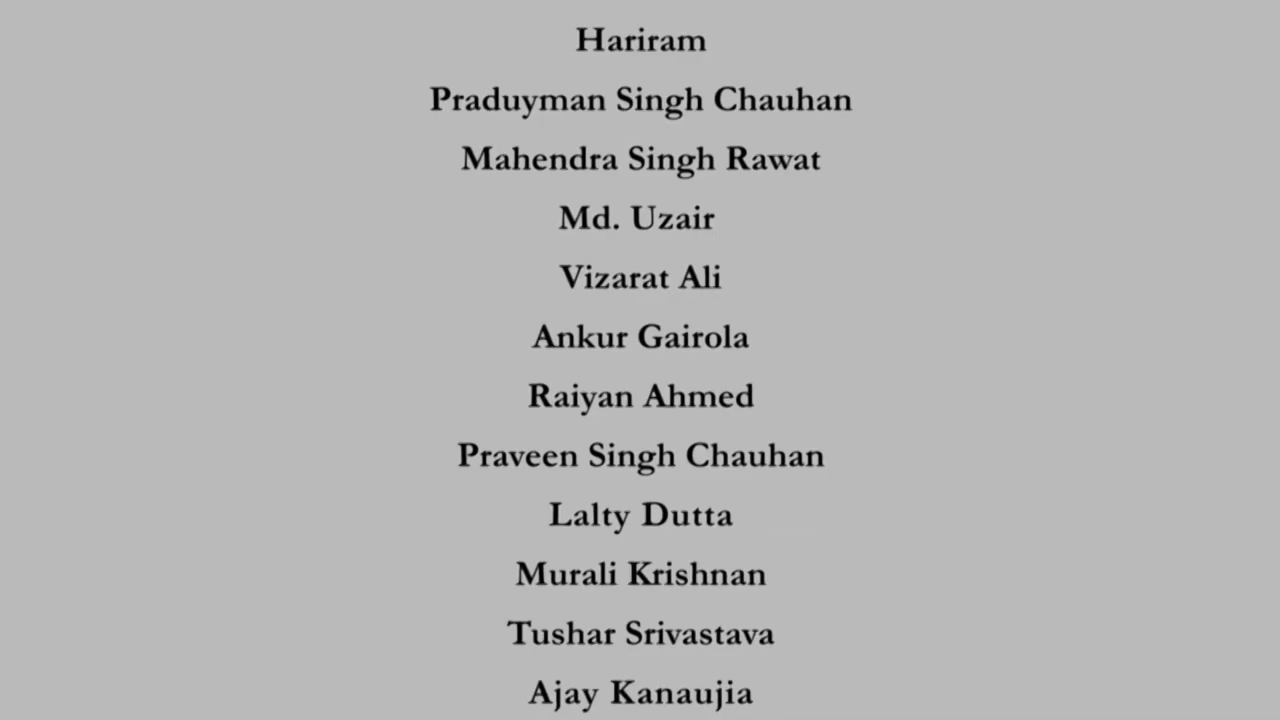 Hariram
Praduyman Singh Chauhan
Mahendra Singh Rawat
Md. Uzair
Vizarat Ali
Ankur Gairola
Raiyan Ahmed
Praveen Singh Chauhan
Lalty Dutta
Murali Krishnan
Tushar Srivastava
Ajay Kanaujia